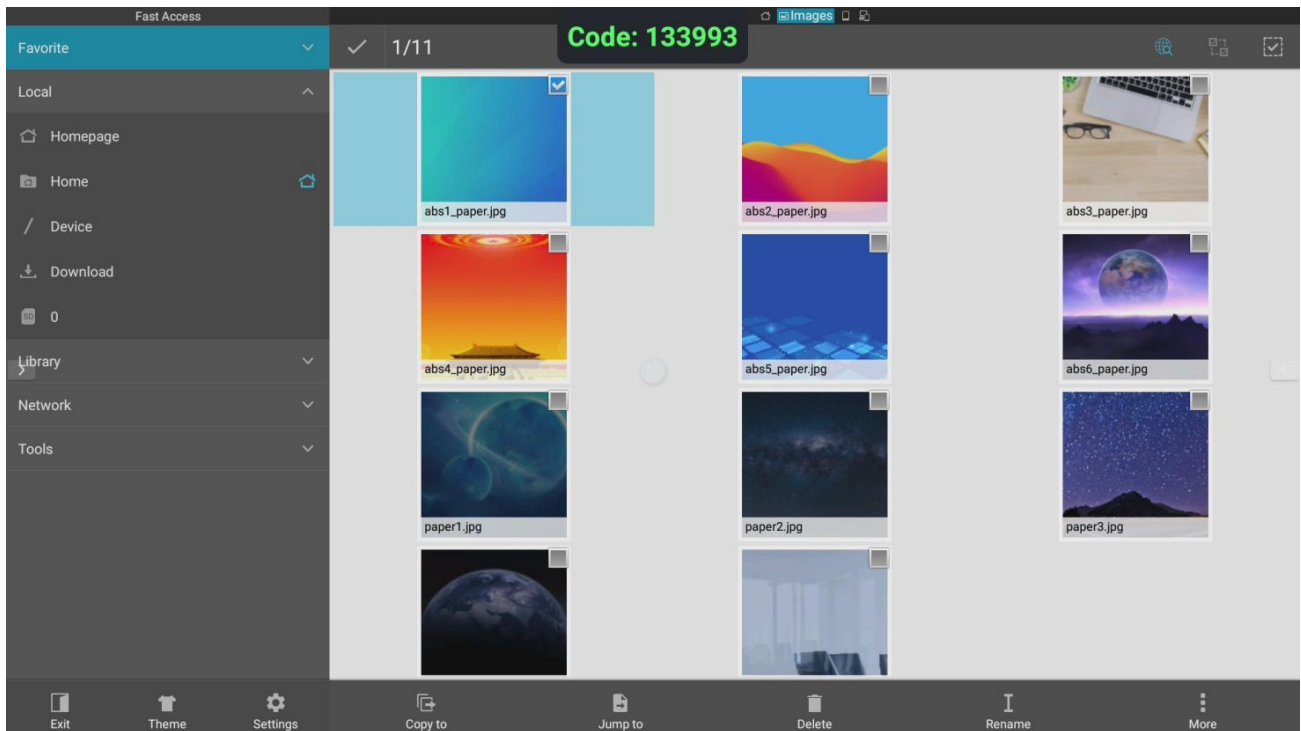 Fast Access
Images
Favorite
1/11
Code: 133993
Local
Homepage
Home
Device
Download
SD 0
Library
Network
Tools
abs1_paper.jpg
abs2_paper.jpg
abs3_paper.jpg
abs4_paper.jpg
abs5_paper.jpg
abs6_paper.jpg
paper1.jpg
paper2.jpg
paper3.jpg
Exit
Theme
Settings
Copy to
Jump to
Delete
Rename
More